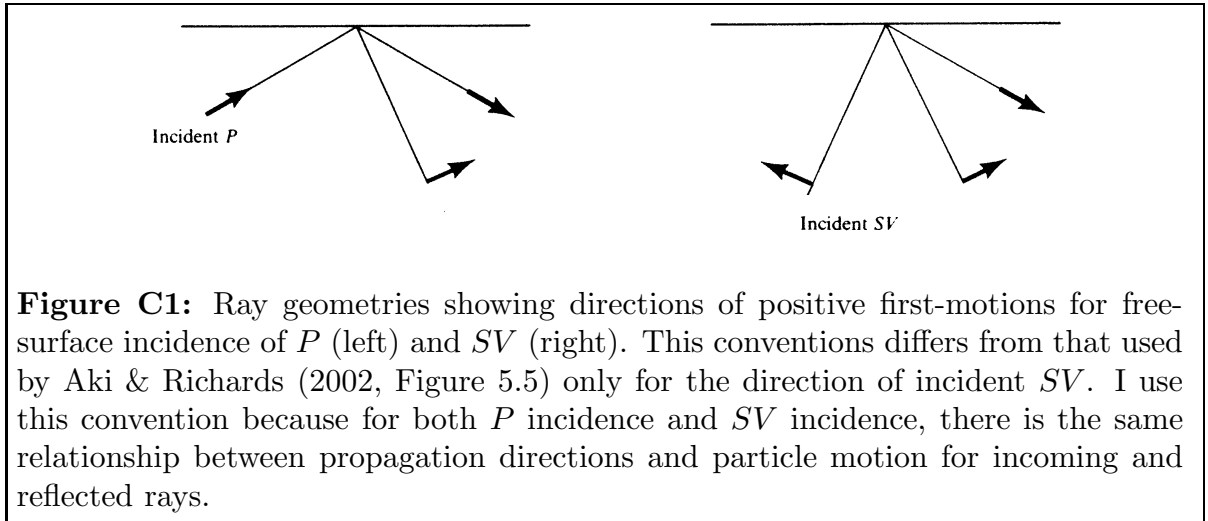 Incident P
Incident SV
Figure C1: Ray geometries showing directions of positive first-motions for free-
surface incidence of P (left) and SV (right). This conventions differs from that used
by Aki & Richards (2002, Figure 5.5) only for the direction of incident SV. I use
this convention because for both P incidence and SV incidence, there is the same
relationship between propagation directions and particle motion for incoming and
reflected rays.